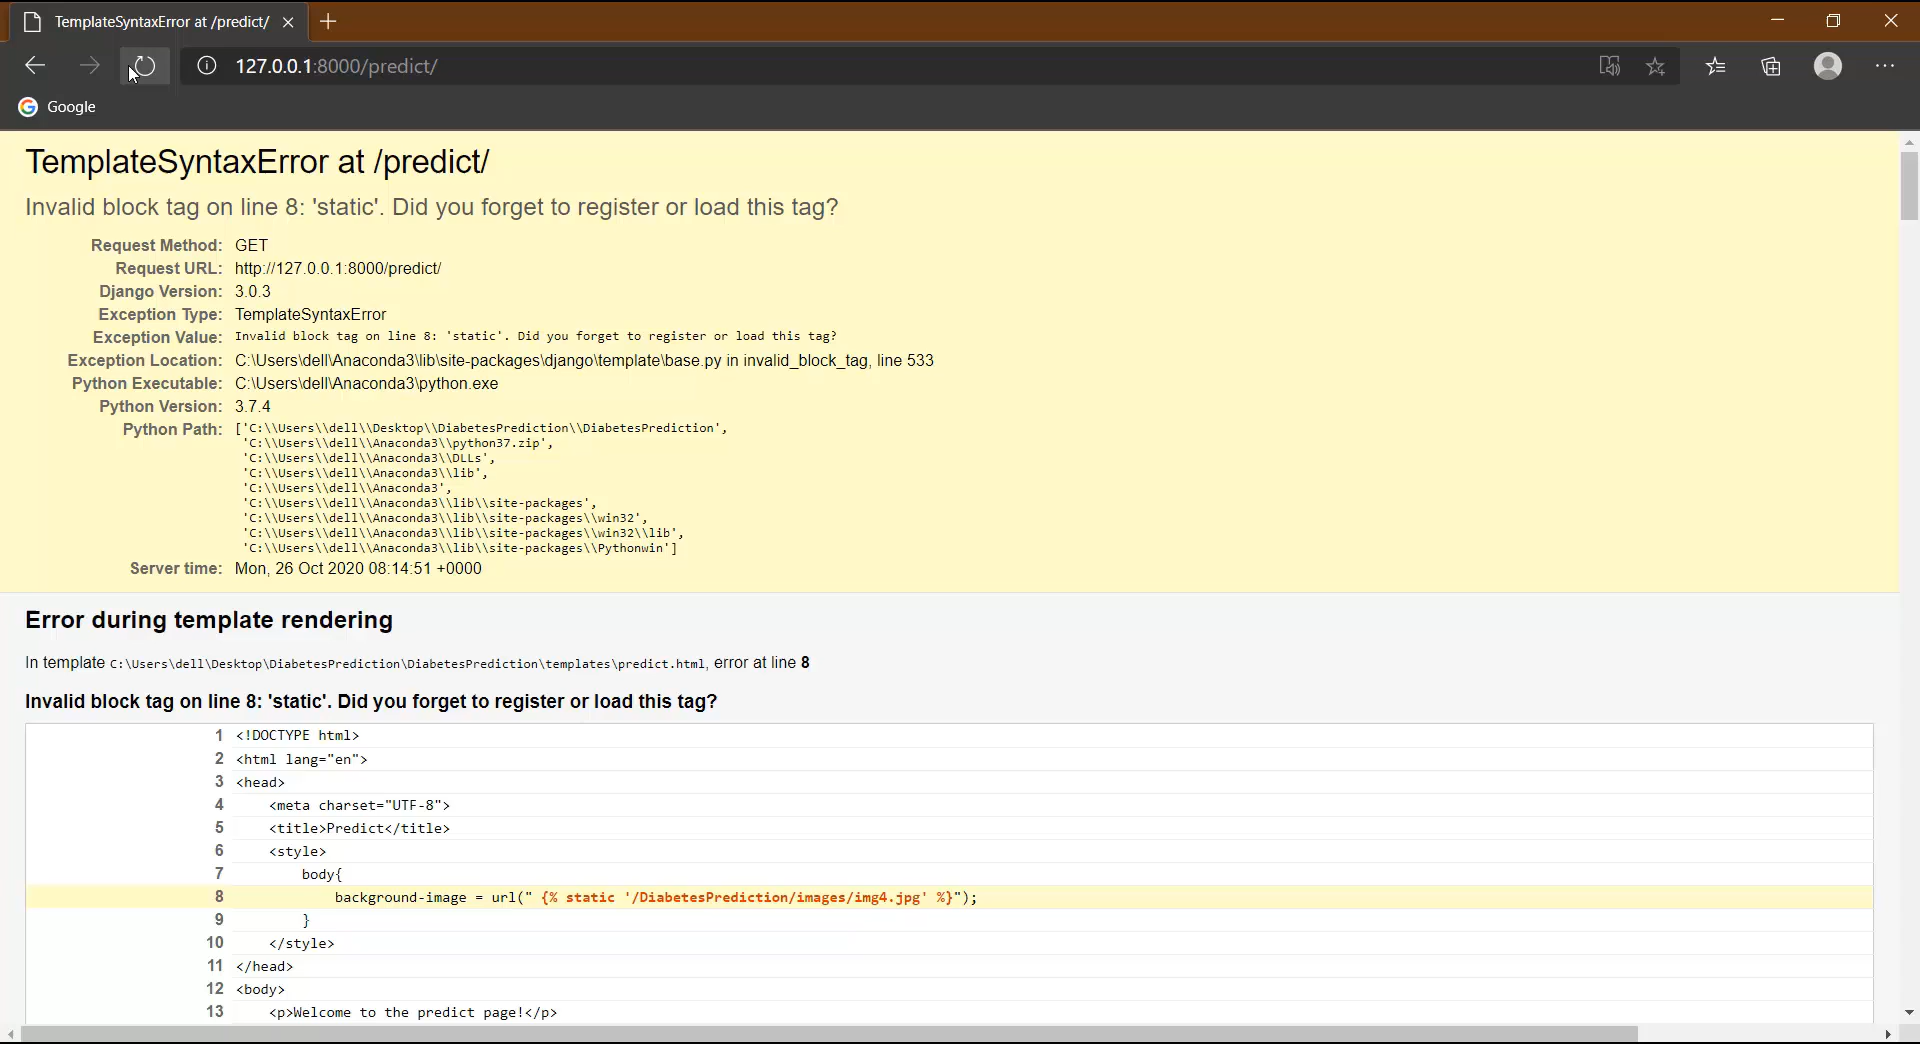 TemplateSyntaxError at /predict/
127.0.0.1:8000/predict/
Google
TemplateSyntaxError at /predict/
Invalid block tag on line 8: 'static'. Did you forget to register or load this tag?
Request Method: GET
Request URL: http://127.0.0.1:8000/predict/
Django Version: 3.0.3
Exception Type: TemplateSyntaxError
Exception Value: Invalid block tag on line 8: 'static'. Did you forget to register or load this tag?
Exception Location: C:\Users\dell\Anaconda3\lib\site-packages\django\template\base.py in invalid_block_tag, line 533
Python Executable: C:\Users\dell\Anaconda3\python.exe
Python Version: 3.7.4
Python Path: ['C:\\Users\\dell\\Desktop\\DiabetesPrediction\\DiabetesPrediction',
'C:\\Users\\dell\\Anaconda3\\python37.zip',
'C:\\Users\\dell\\Anaconda3\\DLLs',
'C:\\Users\\dell\\Anaconda3\\lib',
'C:\\Users\\dell\\Anaconda3',
'C:\\Users\\dell\\Anaconda3\\lib\\site-packages',
'C:\\Users\\dell\\Anaconda3\\lib\\site-packages\\win32',
'C:\\Users\\dell\\Anaconda3\\lib\\site-packages\\win32\\lib',
'C:\\Users\\dell\\Anaconda3\\lib\\site-packages\\Pythonwin']
Server time: Mon, 26 Oct 2020 08:14:51 +0000
Error during template rendering
In template C:\Users\dell\Desktop\DiabetesPrediction\DiabetesPrediction\templates\predict.html, error at line 8
Invalid block tag on line 8: 'static'. Did you forget to register or load this tag?
1 <!DOCTYPE html>
2 <html lang="en">
3 <head>
4     <meta charset="UTF-8">
5     <title>Predict</title>
6     <style>
7         body{
8             background-image = url(" {% static '/DiabetesPrediction/images/img4.jpg' %}");
9         }
10     </style>
11 </head>
12 <body>
13     <p>Welcome to the predict page!</p>